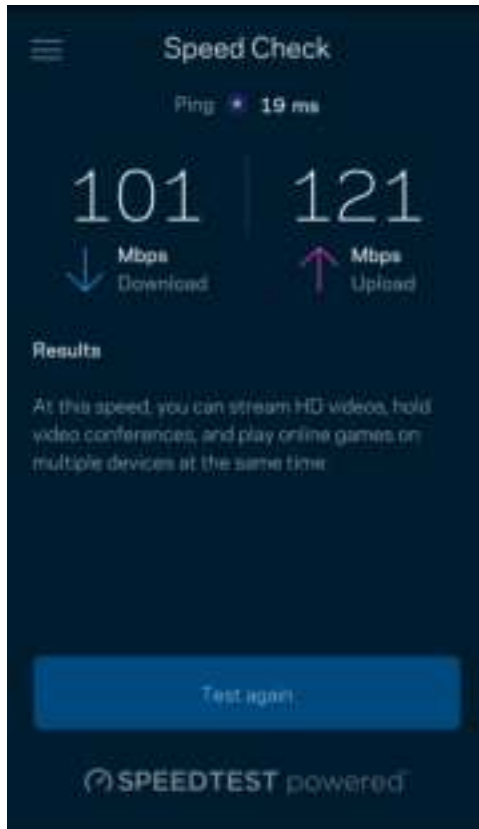 Speed Check
Ping 19 ms
101 121
Mbps Mbps
Download Upload
Results
At this speed, you can stream HD videos, hold
video conferences, and play online games on
multiple devices at the same time
Test again
SPEEDTEST powered